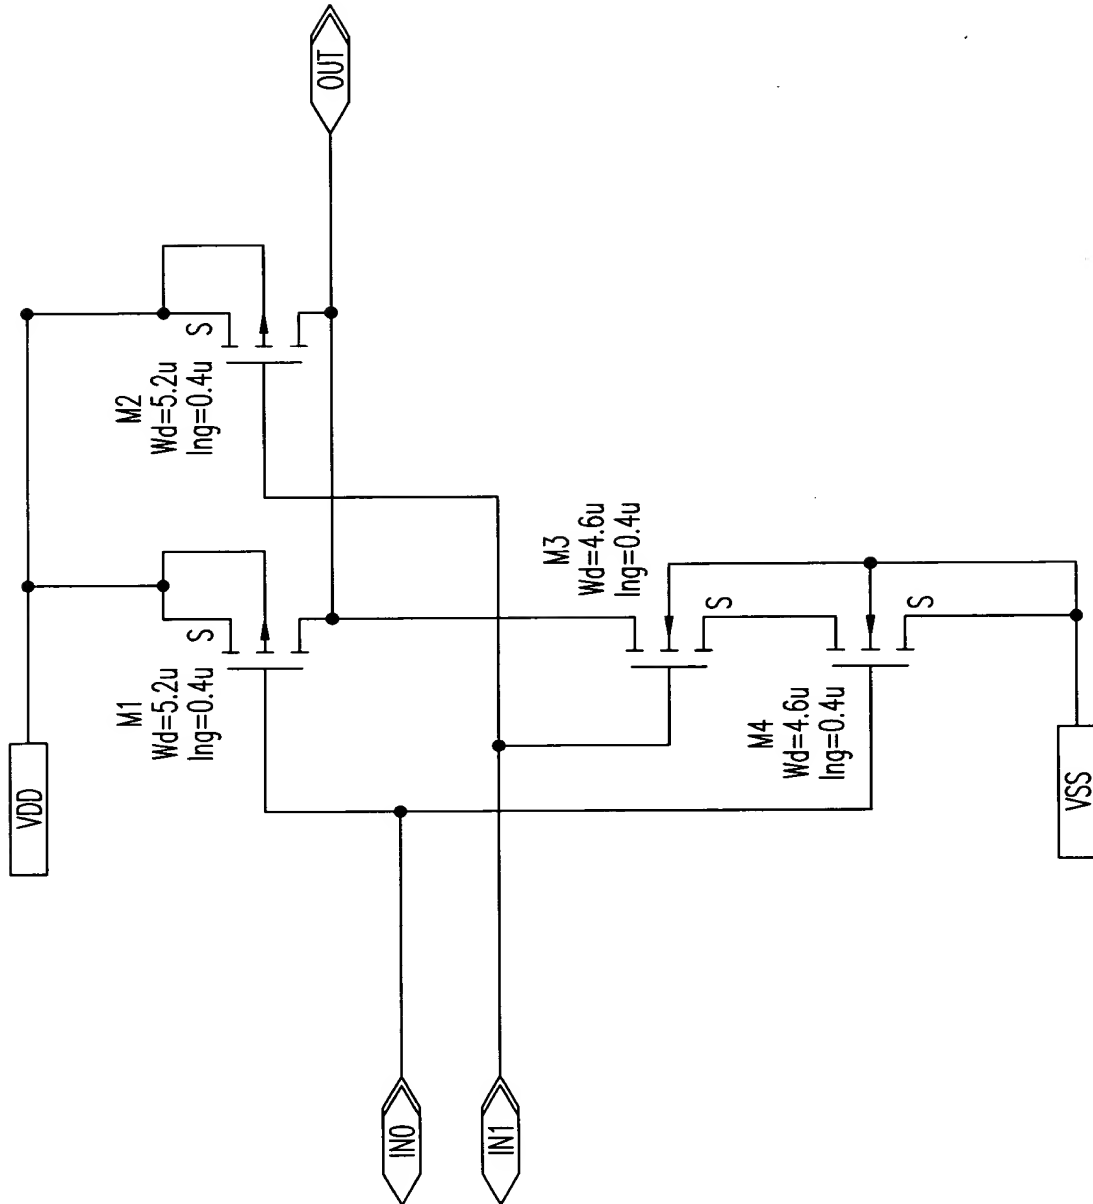 VDD
M1
Wd=5.2u
lng=0.4u
S
M2
Wd=5.2u
lng=0.4u
S
OUT
IN0
IN1
M3
Wd=4.6u
lng=0.4u
S
M4
Wd=4.6u
lng=0.4u
S
VSS